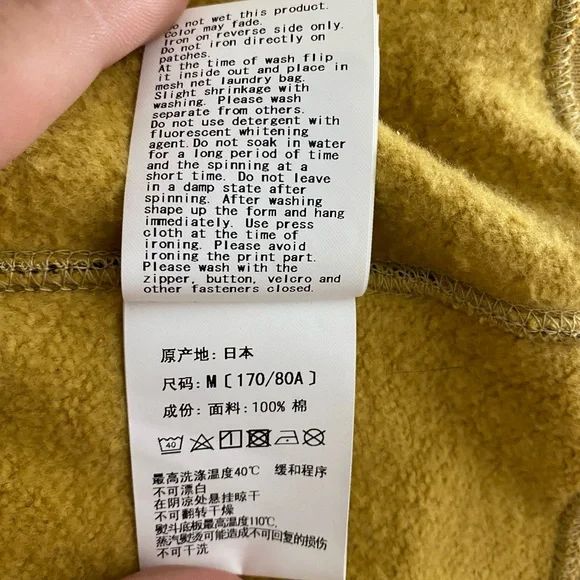 Do not wet this product.
Color may fade.
Iron on reverse side only.
Do not iron directly on
patches.
At the time of wash flip
it inside out and place in
mesh net laundry bag.
Slight shrinkage with
washing. Please wash
separate from others.
Do not use detergent with
fluorescent whitening
agent.Do not soak in water
for a long period of time
and the spinning at a
short time. Do not leave
in a damp state after
spinning. After washing
shape up the form and hang
immediately. Use press
cloth at the time of
ironing. Please avoid
ironing the print part.
Please wash with the
zipper, button, velcro and
other fasteners closed.
原产地: 日本
尺码: M〔170/80A〕
成份: 面料: 100% 棉
40
最高洗涤温度40℃ 缓和程序
不可漂白
在阴凉处悬挂晾干
不可翻转干燥
熨斗底板最高温度110℃,
蒸汽熨烫可能造成不可回复的损伤
不可干洗